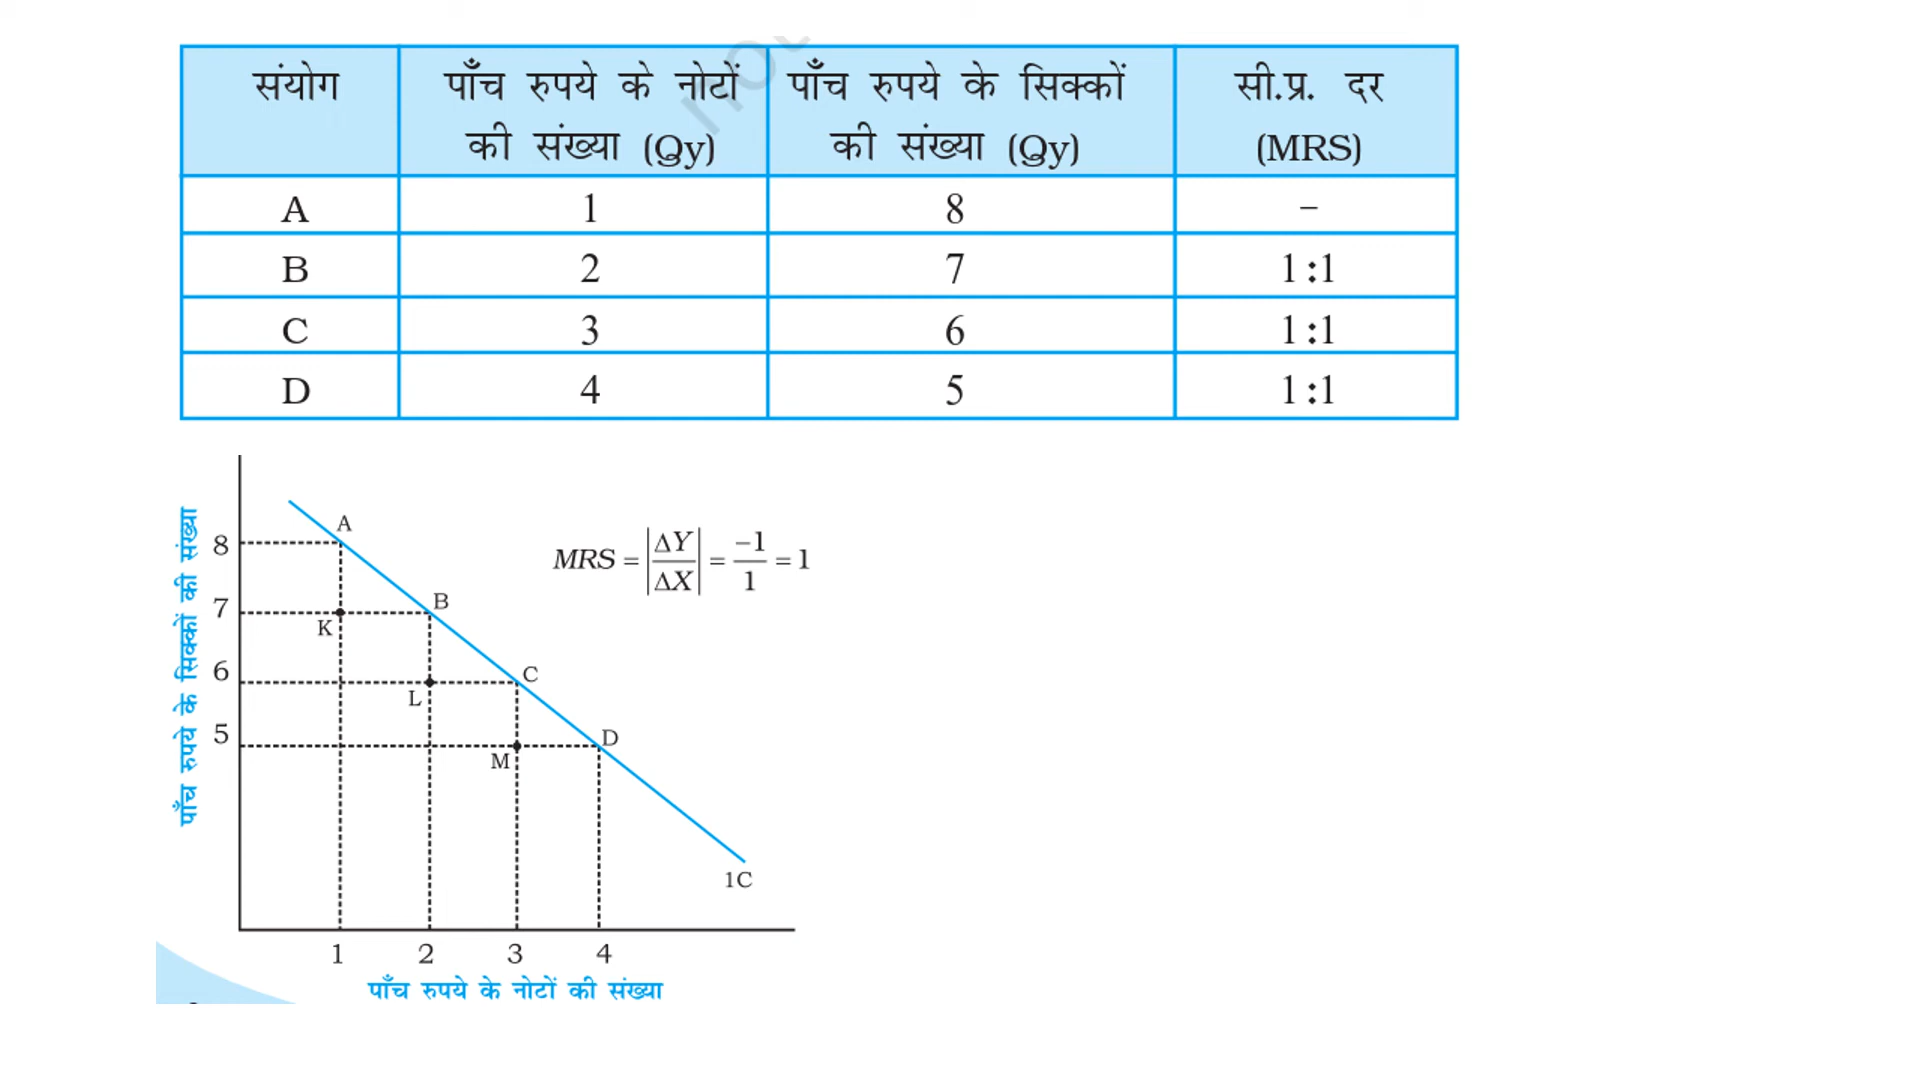 संयोग	पाँच रुपये के नोटों	पाँच रुपये के सिक्कों	सी.प्र. दर
की संख्या (Qy)	की संख्या (Qy)	(MRS)
A	1	8	–
B	2	7	1:1
C	3	6	1:1
D	4	5	1:1
not
पाँच रुपये के सिक्कों की संख्या
8
7
6
5
A
B
C
D
K
L
M
MRS = |ΔY/ΔX| = -1/1 = 1
1C
1 2 3 4
पाँच रुपये के नोटों की संख्या